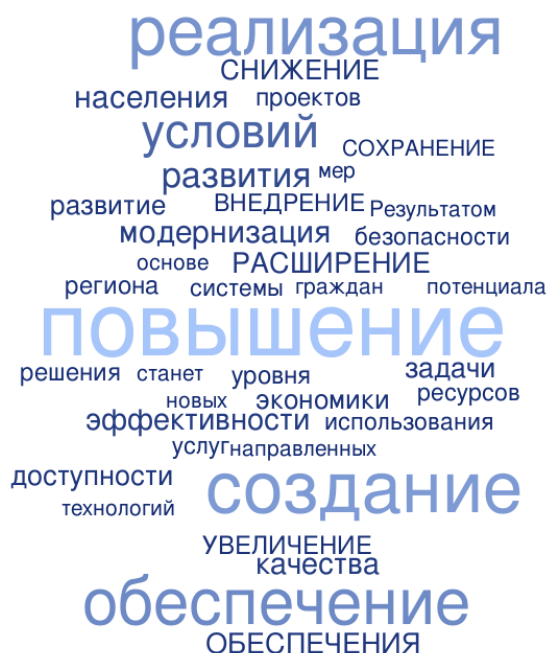 реализация
СНИЖЕНИЕ
населения проектов
условий
СОХРАНЕНИЕ
развития мер
развитие ВНЕДРЕНИЕ Результатом
модернизация безопасности
основе РАСШИРЕНИЕ
региона системы граждан потенциала
повышение
решения станет уровня задачи
новых экономики ресурсов
эффективности использования
услуг направленных
доступности создание
технологий
УВЕЛИЧЕНИЕ
качества
обеспечение
ОБЕСПЕЧЕНИЯ